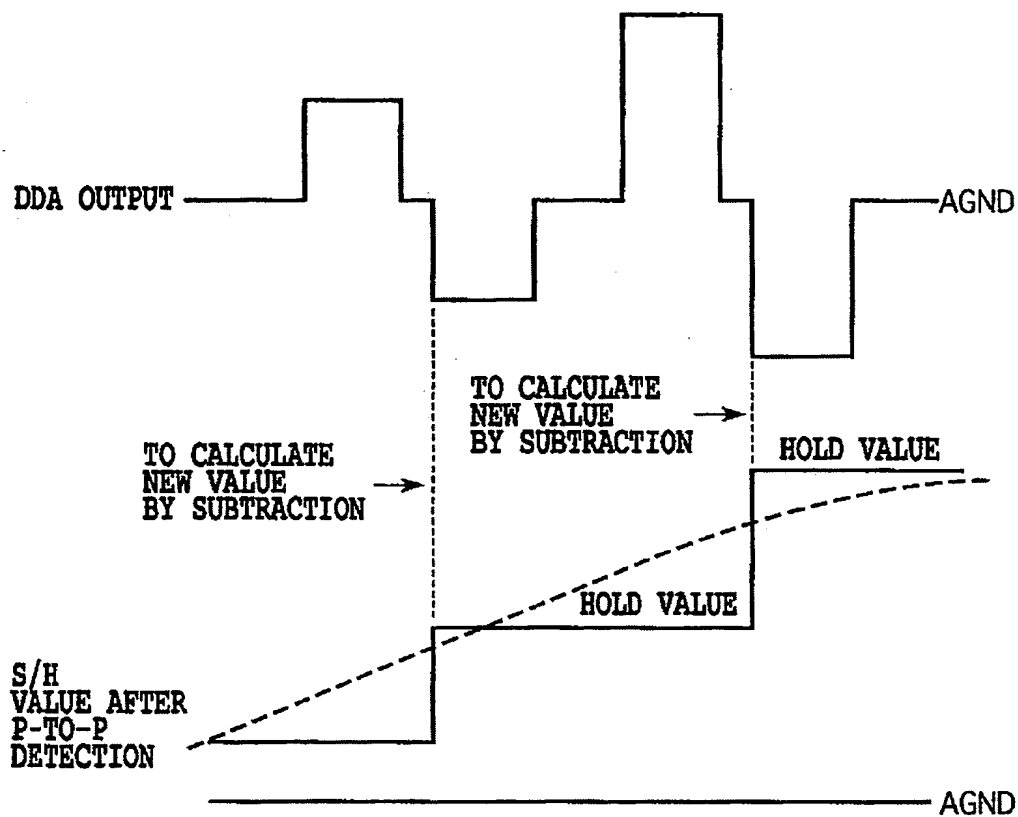 DDA OUTPUT
AGND
TO CALCULATE
NEW VALUE
BY SUBTRACTION
HOLD VALUE
TO CALCULATE
NEW VALUE
BY SUBTRACTION
HOLD VALUE
S/H
VALUE AFTER
P-TO-P
DETECTION
AGND